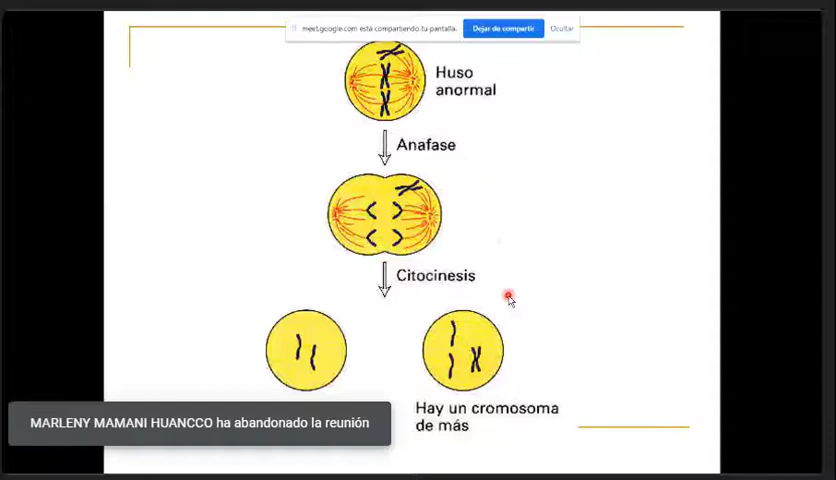 meet.google.com está compartiendo tu pantalla.
Dejar de compartir
Ocultar
Huso
anormal
Anafase
Citocinesis
Hay un cromosoma
de más
MARLENY MAMANI HUANCCO ha abandonado la reunión